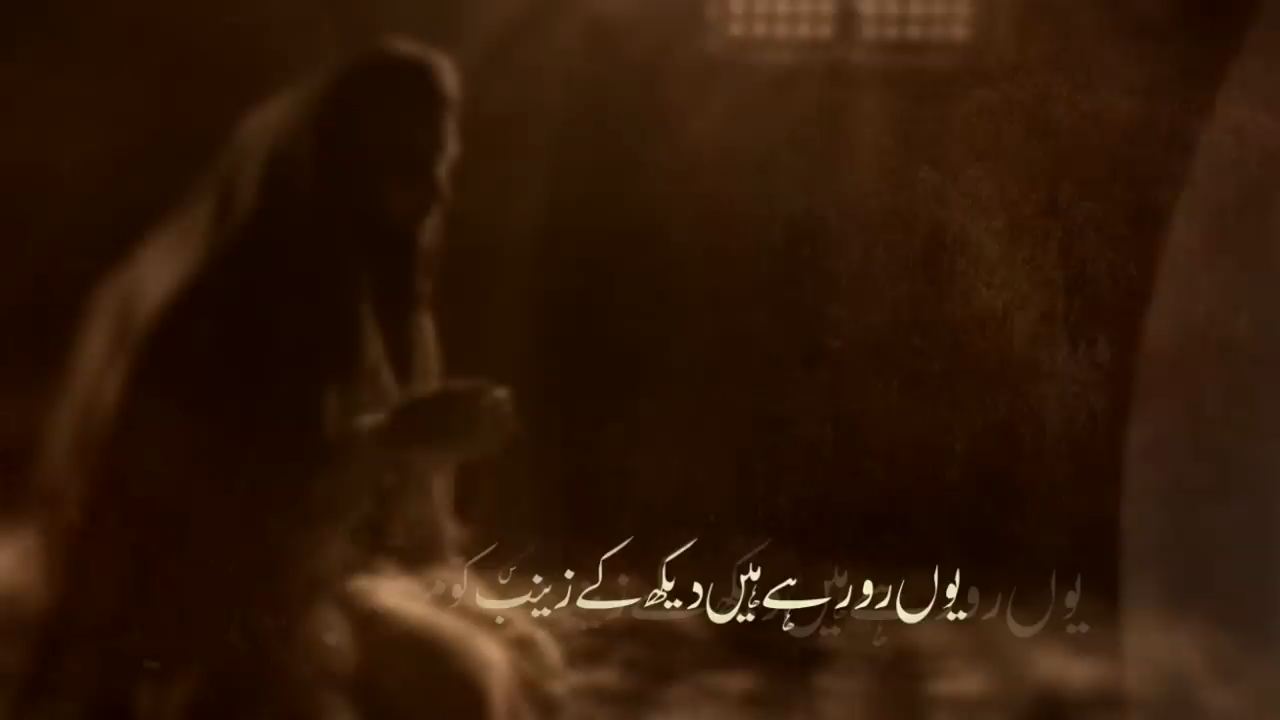 یوں رو رہے ہیں دیکھ کے زینبؑ کو